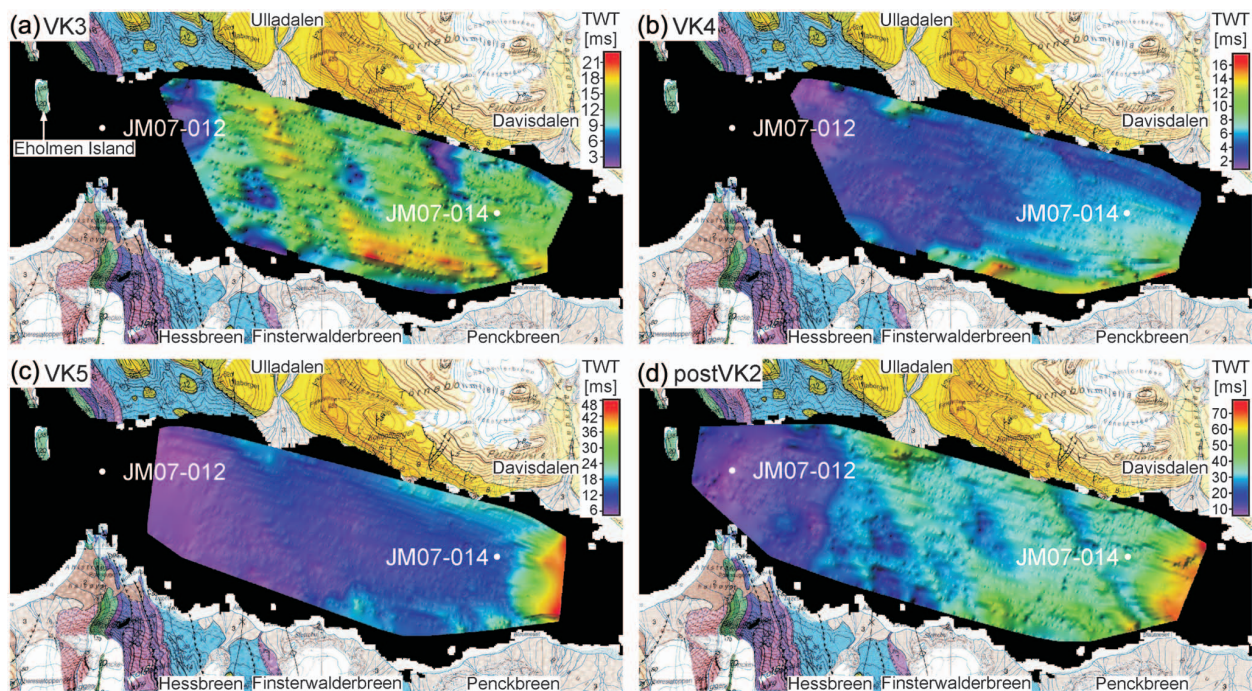 (a) VK3
Ulladalen
TWT
[ms]
21
18
15
12
9
6
3
JM07-012
Eholmen Island
Davisdalen
JM07-014
Hessbreen
Finsterwalderbreen
Penckbreen
(b) VK4
Ulladalen
TWT
[ms]
16
14
12
10
8
6
4
2
JM07-012
Davisdalen
JM07-014
Hessbreen
Finsterwalderbreen
Penckbreen
(c) VK5
Ulladalen
TWT
[ms]
48
42
36
30
24
18
12
6
JM07-012
Davisdalen
JM07-014
Hessbreen
Finsterwalderbreen
Penckbreen
(d) postVK2
Ulladalen
TWT
[ms]
70
60
50
40
30
20
10
JM07-012
Davisdalen
JM07-014
Hessbreen
Finsterwalderbreen
Penckbreen